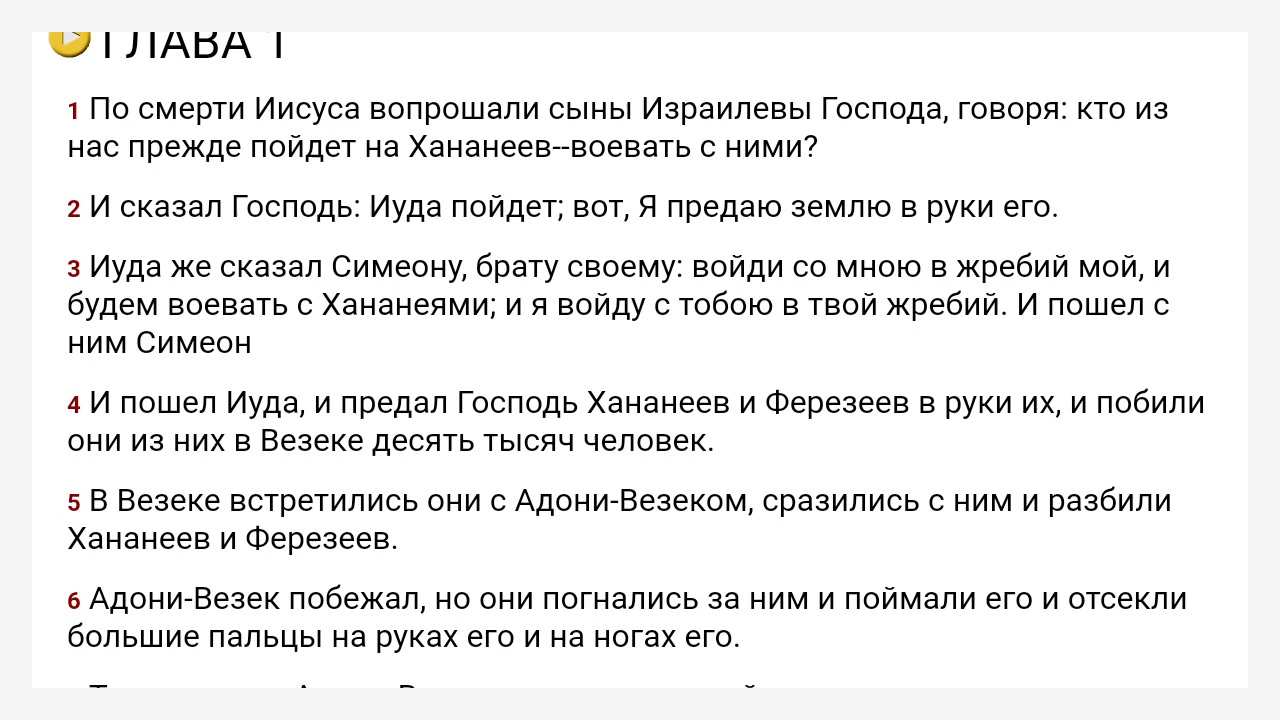 ГЛАВА 1
1 По смерти Иисуса вопрошали сыны Израилевы Господа, говоря: кто из
нас прежде пойдет на Хананеев--воевать с ними?
2 И сказал Господь: Иуда пойдет; вот, Я предаю землю в руки его.
3 Иуда же сказал Симеону, брату своему: войди со мною в жребий мой, и
будем воевать с Хананеями; и я войду с тобою в твой жребий. И пошел с
ним Симеон
4 И пошел Иуда, и предал Господь Хананеев и Ферезеев в руки их, и побили
они из них в Везеке десять тысяч человек.
5 В Везеке встретились они с Адони-Везеком, сразились с ним и разбили
Хананеев и Ферезеев.
6 Адони-Везек побежал, но они погнались за ним и поймали его и отсекли
большие пальцы на руках его и на ногах его.